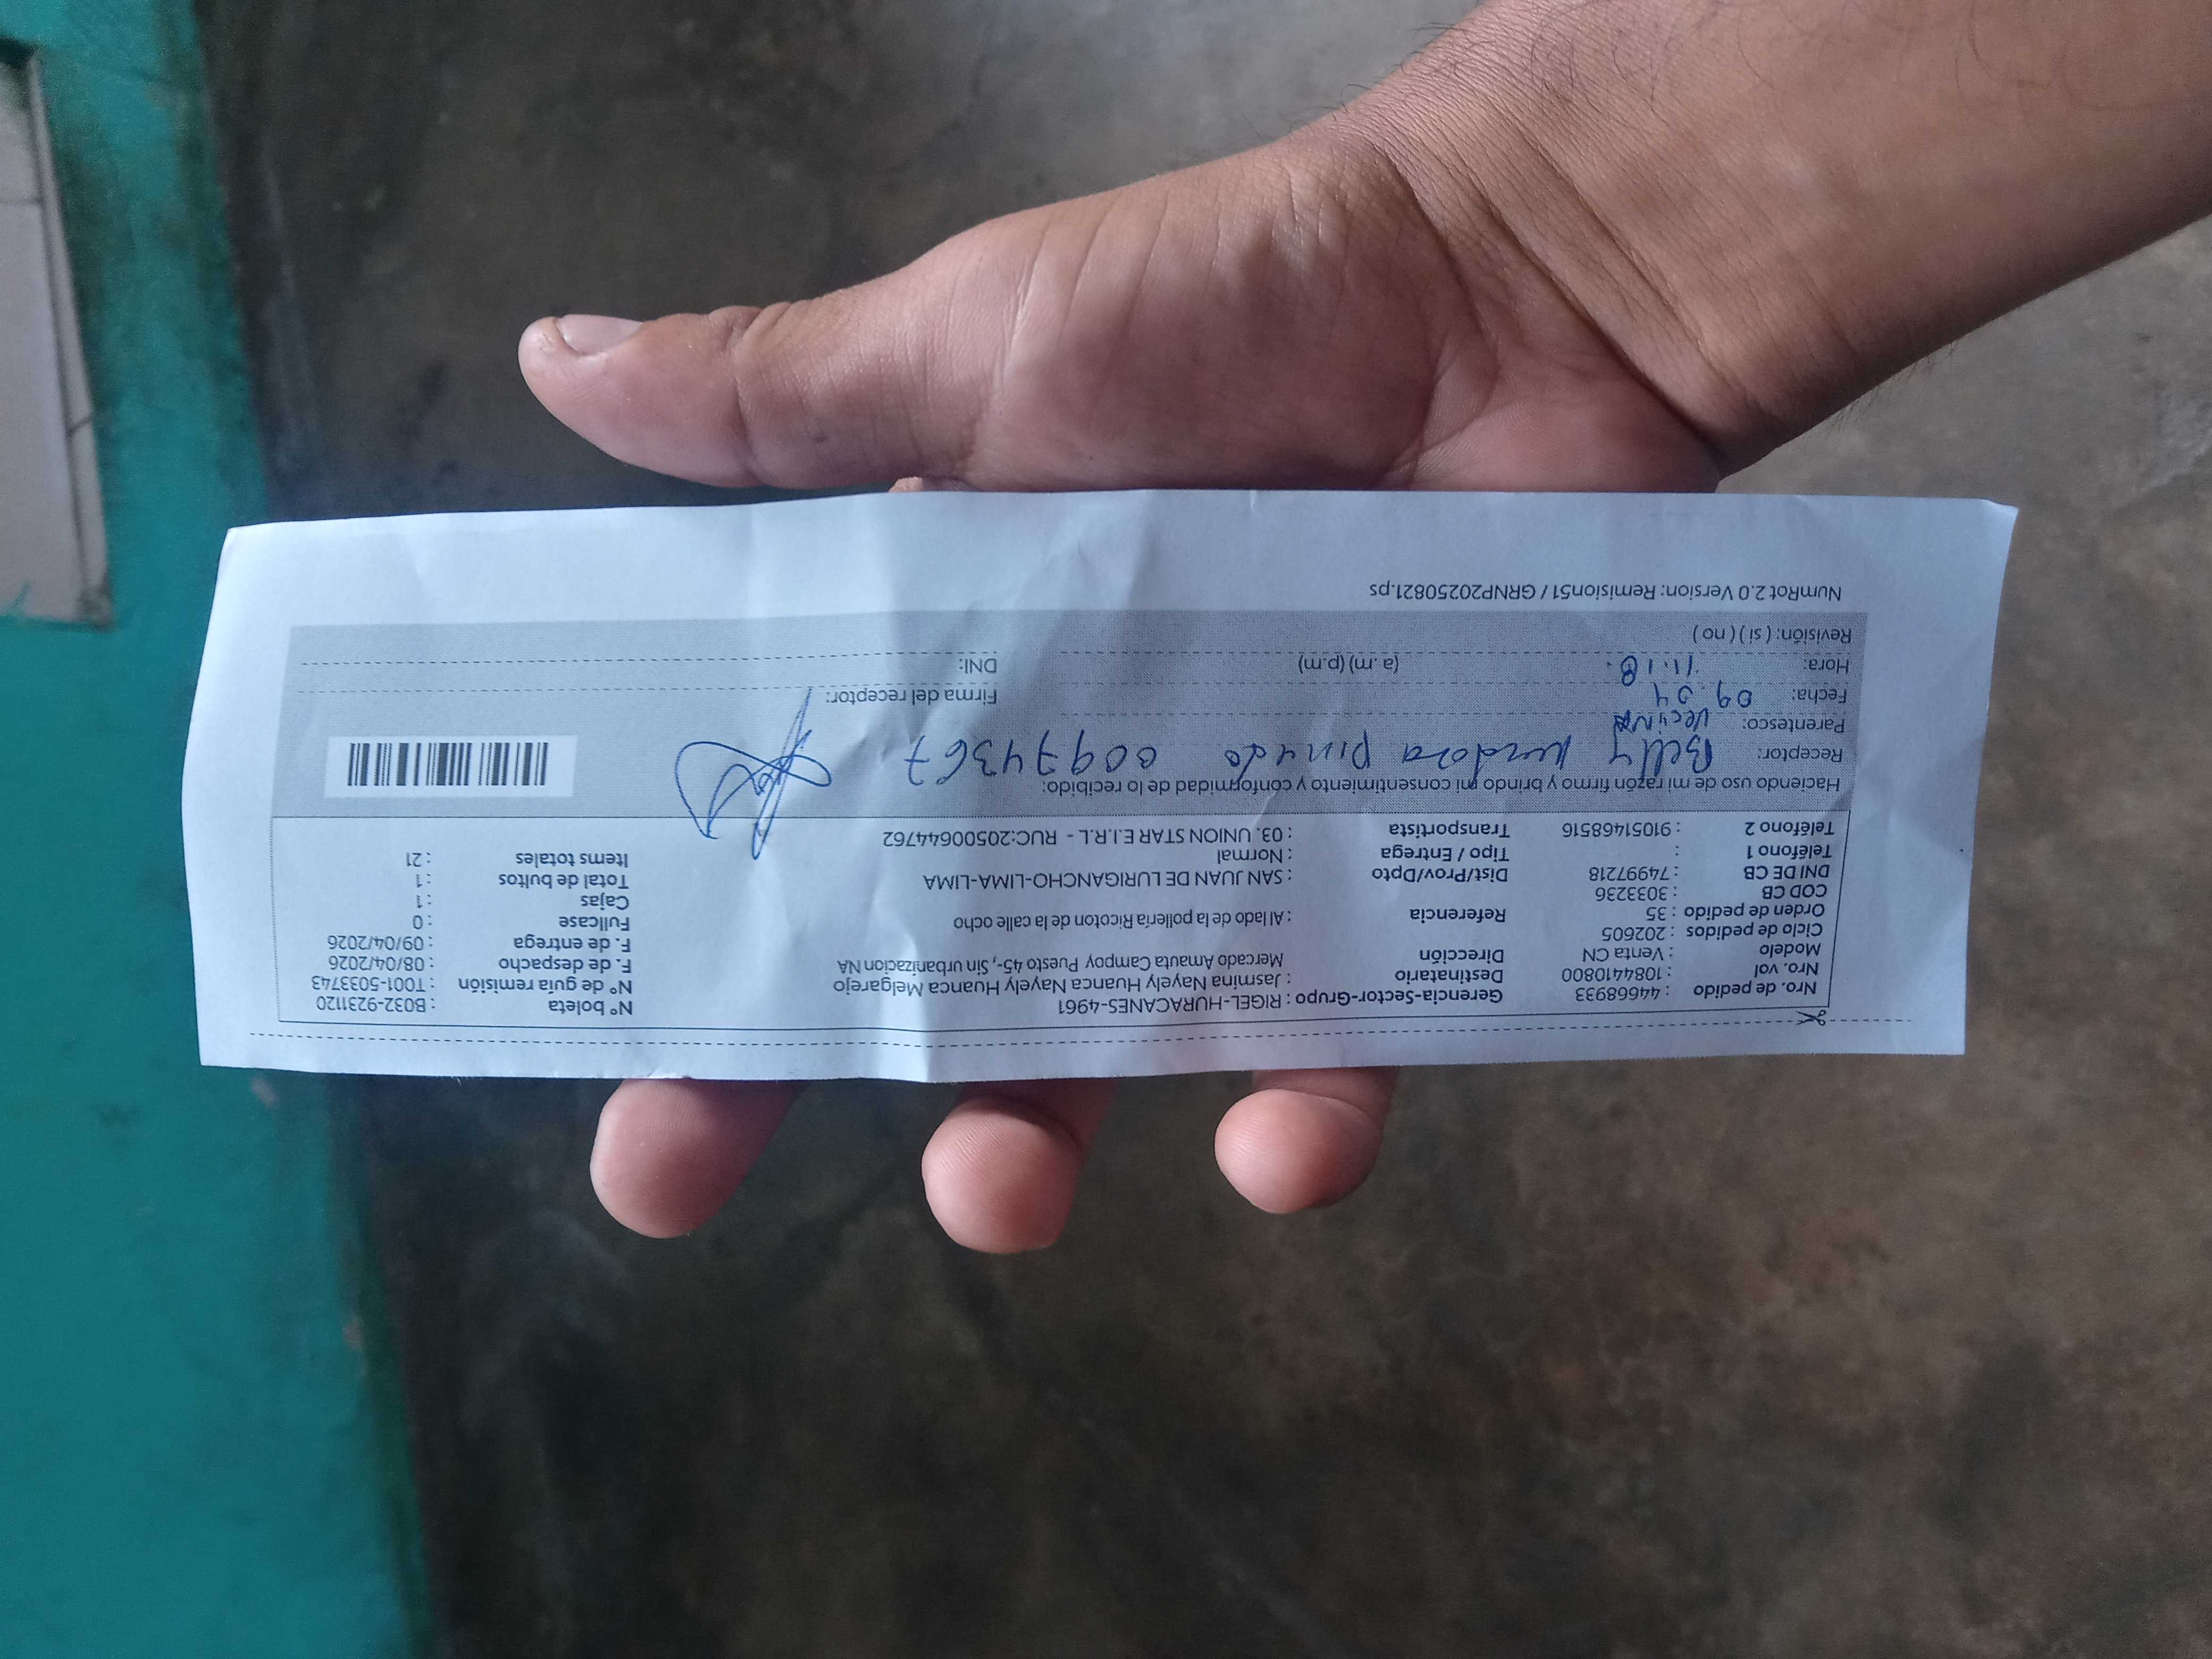 Nro. de pedido : 44668933 Gerencia-Sector-Grupo : RIGEL-HURACANES-4961 N° boleta : B032-9231120
Nro. vol : 1084410800 Destinatario : Jasmina Nayely Huanca Nayely Huanca Melgarejo N° de guía remisión : T001-5033743
Modelo : Venta CN Dirección Mercado Amauta Campoy Puesto 45-, Sin urbanizacion NA F. de despacho : 08/04/2026
Ciclo de pedidos : 202605 F. de entrega : 09/04/2026
Orden de pedido : 35 Referencia : Al lado de la pollería Ricoton de la calle ocho Fullcase : 0
COD CB : 3033236 Cajas : 1
DNI DE CB : 74997218 Dist/Prov/Dpto : SAN JUAN DE LURIGANCHO-LIMA-LIMA Total de bultos : 1
Teléfono 1 : Tipo / Entrega : Normal Items totales : 21
Teléfono 2 : 91051468516 Transportista : 03. UNION STAR E.I.R.L - RUC:20500644762
Haciendo uso de mi razón firmo y brindo mi consentimiento y conformidad de lo recibido:
Receptor: Betty Mendoza Pinedo 00974367
Parentesco: Vecina
Fecha: 09.04 Firma del receptor:
Hora: 11:18. (a .m) (p.m) DNI:
Revisión: ( si ) ( no )
NumRot 2.0 Version: Remision51 / GRNP20250821.ps